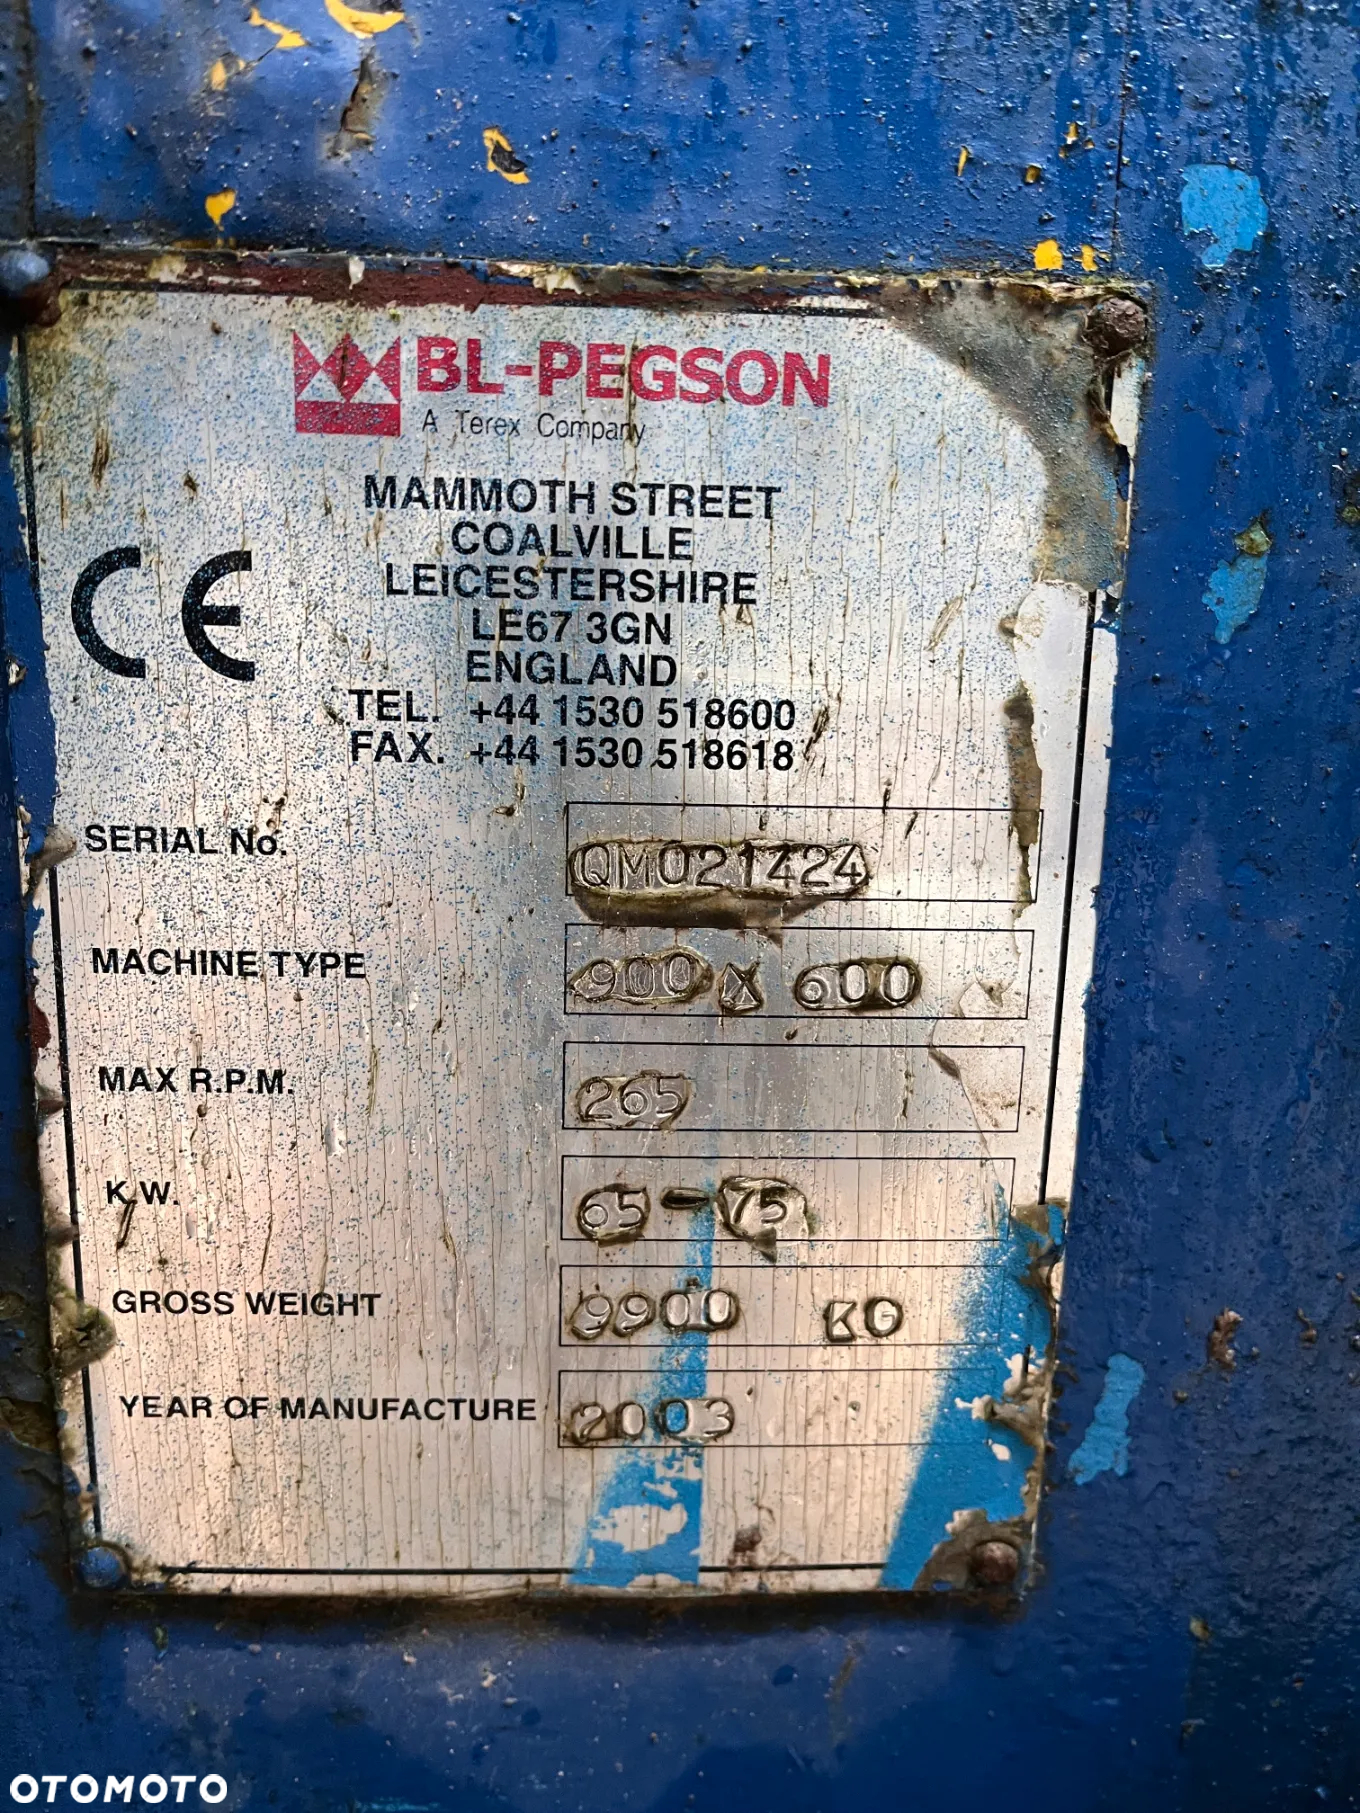 BL-PEGSON
A Terex Company
MAMMOTH STREET
COALVILLE
LEICESTERSHIRE
LE67 3GN
ENGLAND
TEL. +44 1530 518600
FAX. +44 1530 518618
CE
SERIAL No. QM021424
MACHINE TYPE 900 X 600
MAX R.P.M. 265
K.W. 65-75
GROSS WEIGHT 9900 KG
YEAR OF MANUFACTURE 2003
OTOMOTO